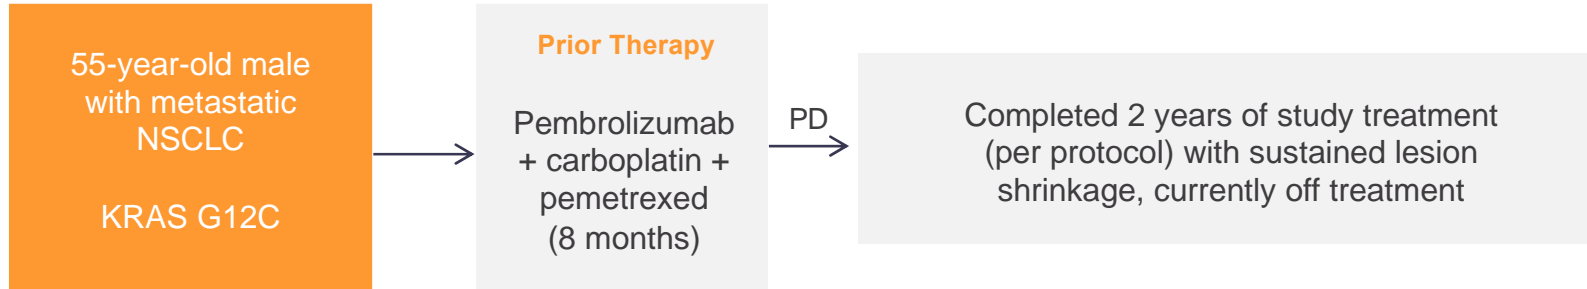 55-year-old male
with metastatic
NSCLC
KRAS G12C
Prior Therapy
Pembrolizumab
+ carboplatin +
pemetrexed
(8 months)
PD
Completed 2 years of study treatment
(per protocol) with sustained lesion
shrinkage, currently off treatment